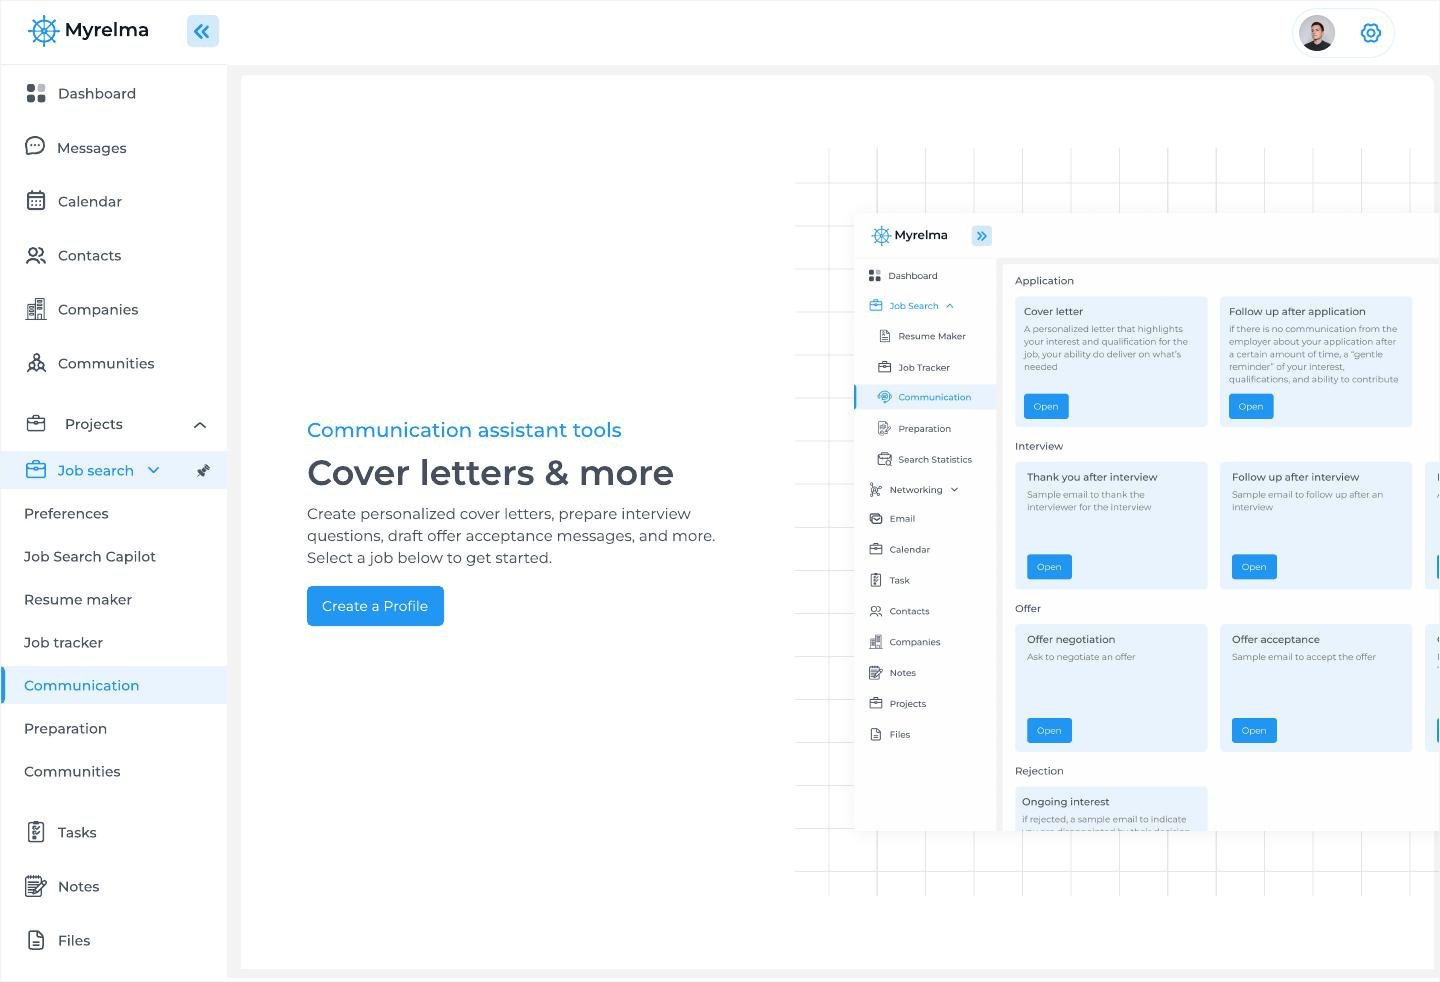 Myrelma
Dashboard
Messages
Calendar
Contacts
Companies
Communities
Projects
Job search
Preferences
Job Search Capilot
Resume maker
Job tracker
Communication
Preparation
Communities
Tasks
Notes
Files
Communication assistant tools
Cover letters & more
Create personalized cover letters, prepare interview
questions, draft offer acceptance messages, and more.
Select a job below to get started.
Create a Profile
Myrelma
Dashboard
Job Search
Resume Maker
Job Tracker
Communication
Preparation
Search Statistics
Networking
Email
Calendar
Task
Contacts
Companies
Notes
Projects
Files
Application
Cover letter
A personalized letter that highlights
your interest and qualification for the
job, your ability do deliver on what's
needed
Open
Follow up after application
if there is no communication from the
employer about your application after
a certain amount of time, a "gentle
reminder" of your interest,
qualifications, and ability to contribute
Open
Interview
Thank you after interview
Sample email to thank the
interviewer for the interview
Open
Follow up after interview
Sample email to follow up after an
interview
Open
Offer
Offer negotiation
Ask to negotiate an offer
Open
Offer acceptance
Sample email to accept the offer
Open
Rejection
Ongoing interest
if rejected, a sample email to indicate